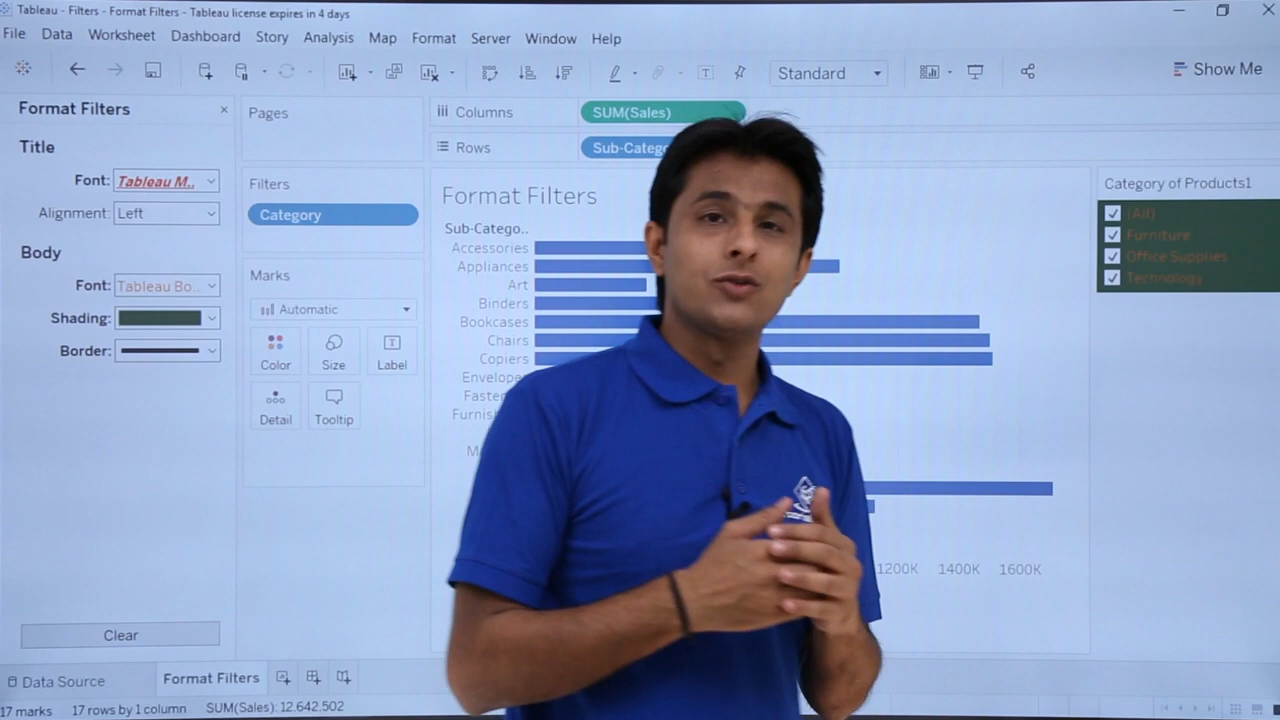 Tableau - Filters - Format Filters - Tableau license expires in 4 days
File Data Worksheet Dashboard Story Analysis Map Format Server Window Help
Standard
Show Me
Format Filters
Title
Font: Tableau M..
Alignment: Left
Body
Font: Tableau Bo..
Shading:
Border:
Clear
Pages
Filters
Category
Marks
Automatic
Color Size Label
Detail Tooltip
Columns SUM(Sales)
Rows
Format Filters
Sub-Catego..
Accessories
Appliances
Art
Binders
Bookcases
Chairs
Copiers
1200K 1400K 1600K
Category of Products1
(All)
Furniture
Office Supplies
Technology
Data Source Format Filters
17 marks 17 rows by 1 column SUM(Sales): 12.642.502